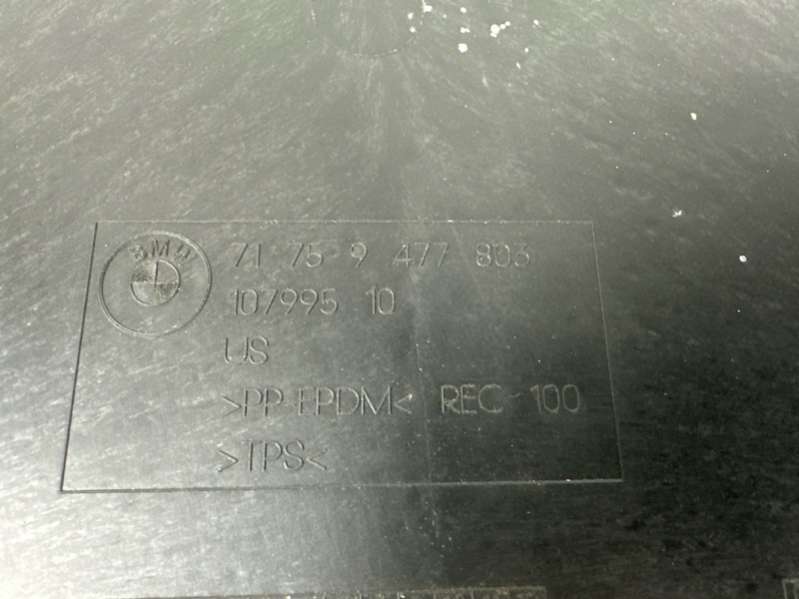 BMW
71 75 9 477 803
107995 10
US
>PP-EPDM< REC-100
>TPS<